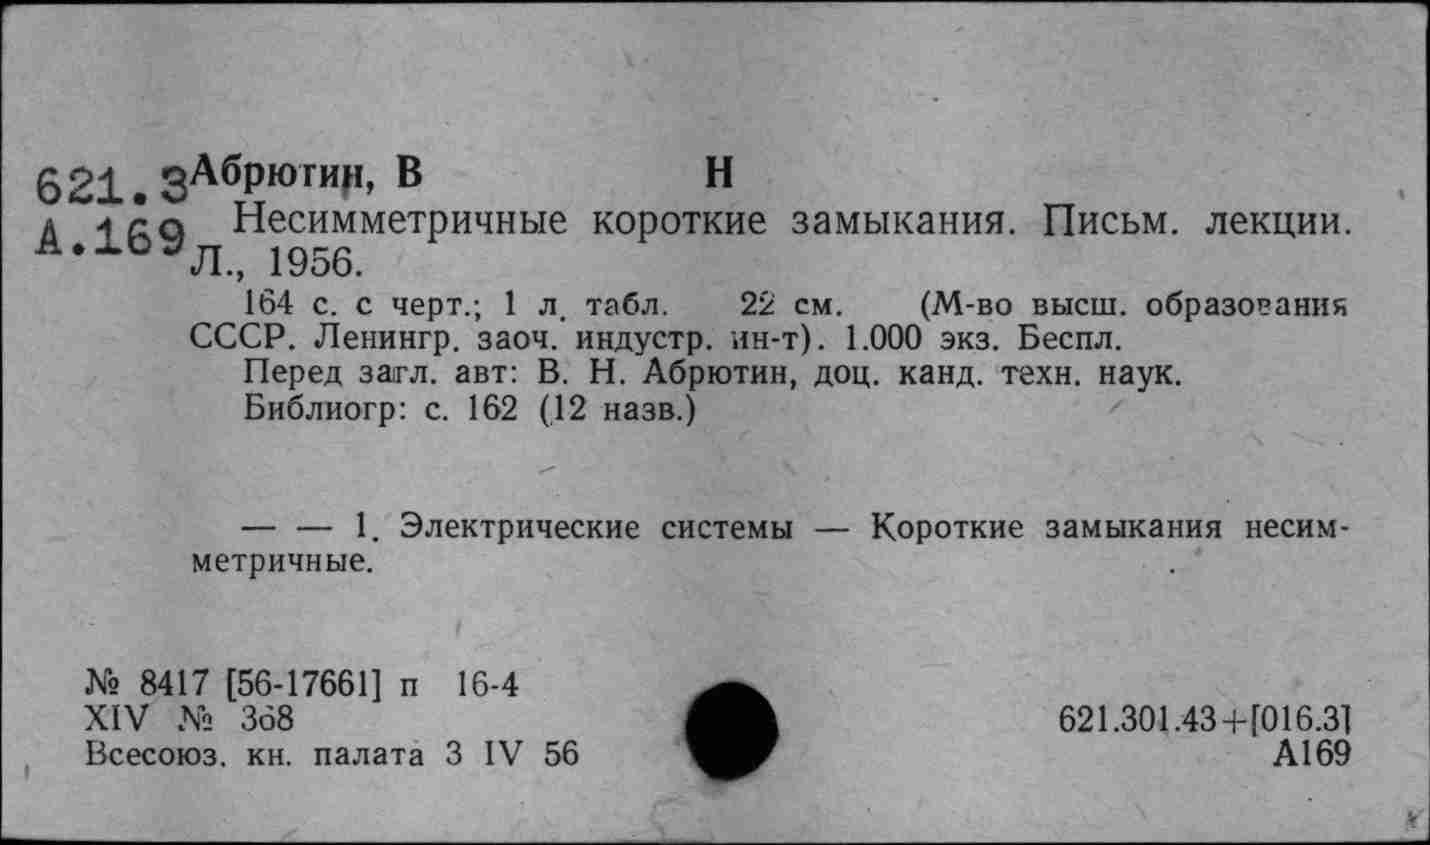 621.3 Абрютин, В Н
А.169 Несимметричные короткие замыкания. Письм. лекции.
Л., 1956.
164 с. с черт.; 1 л. табл. 22 см. (М-во высш. образования
СССР. Ленингр. заоч. индустр. ин-т). 1.000 экз. Беспл.
Перед загл. авт: В. Н. Абрютин, доц. канд. техн. наук.
Библиогр: с. 162 (12 назв.)
— — 1. Электрические системы — Короткие замыкания несим-
метричные.
№ 8417 [56-17661] п 16-4
XIV № 368
Всесоюз. кн. палата 3 IV 56
621.301.43+[016.3]
А169